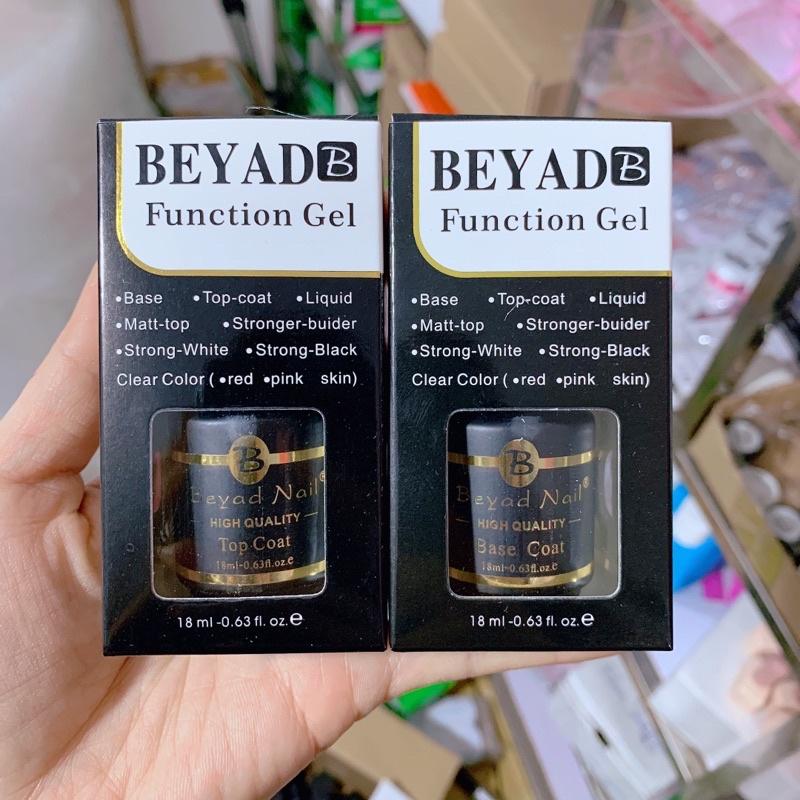 BEYAD B
Function Gel
•Base •Top-coat •Liquid
•Matt-top •Stronger-buider
•Strong-White •Strong-Black
Clear Color ( •red •pink skin)
B
Beyad Nail®
HIGH QUALITY
Top Coat
18ml-0.63fl.oz.e
18 ml -0.63 fl. oz. e
BEYAD B
Function Gel
•Base •Top-coat •Liquid
•Matt-top •Stronger-buider
•Strong-White •Strong-Black
Clear Color ( •red •pink skin)
B
Beyad Nail®
HIGH QUALITY
Base Coat
18ml-0.63fl.oz.e
18 ml -0.63 fl. oz. e